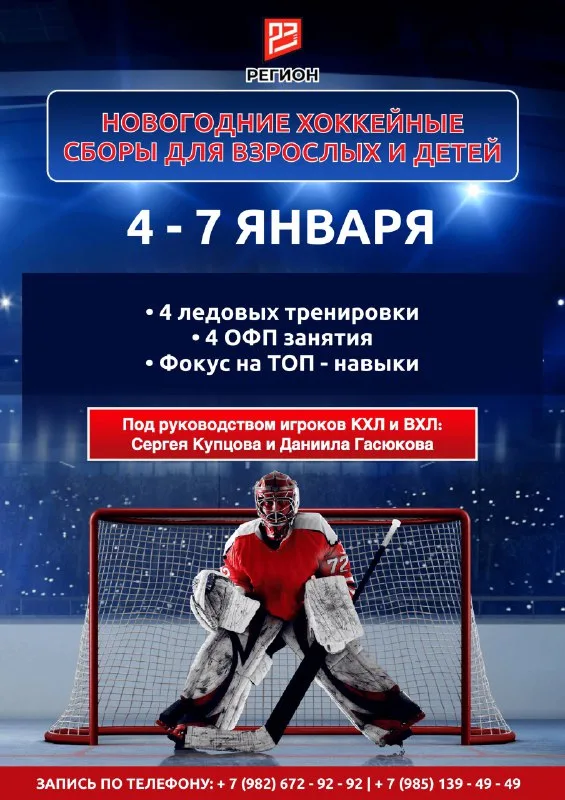 РЕГИОН
НОВОГОДНИЕ ХОККЕЙНЫЕ
СБОРЫ ДЛЯ ВЗРОСЛЫХ И ДЕТЕЙ
4 - 7 ЯНВАРЯ
• 4 ледовых тренировки
• 4 ОФП занятия
• Фокус на ТОП - навыки
Под руководством игроков КХЛ и ВХЛ:
Сергея Купцова и Даниила Гасюкова
72
ЗАПИСЬ ПО ТЕЛЕФОНУ: + 7 (982) 672 - 92 - 92 | + 7 (985) 139 - 49 - 49